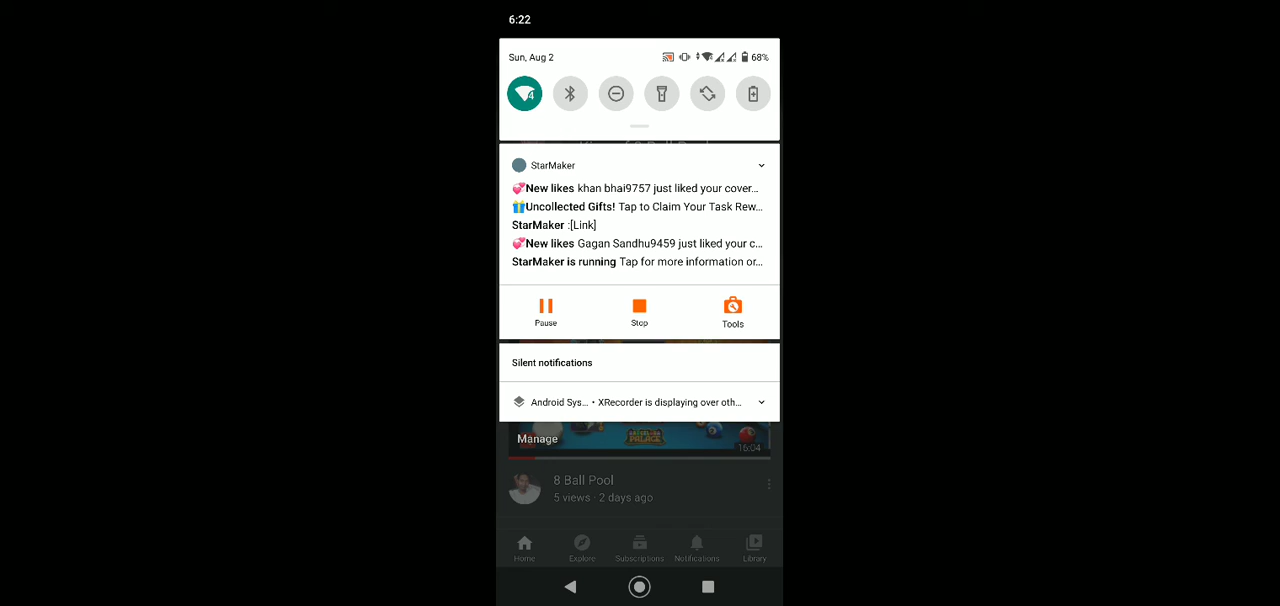 6:22
Sun, Aug 2
68%
StarMaker
💞New likes khan bhai9757 just liked your cover...
🎁Uncollected Gifts! Tap to Claim Your Task Rew...
StarMaker :[Link]
💞New likes Gagan Sandhu9459 just liked your c...
StarMaker is running Tap for more information or...
Pause
Stop
Tools
Silent notifications
Android Sys... • XRecorder is displaying over oth...
PALACE
Manage
16:04
8 Ball Pool
5 views · 2 days ago
Home
Explore
Subscriptions
Notifications
Library